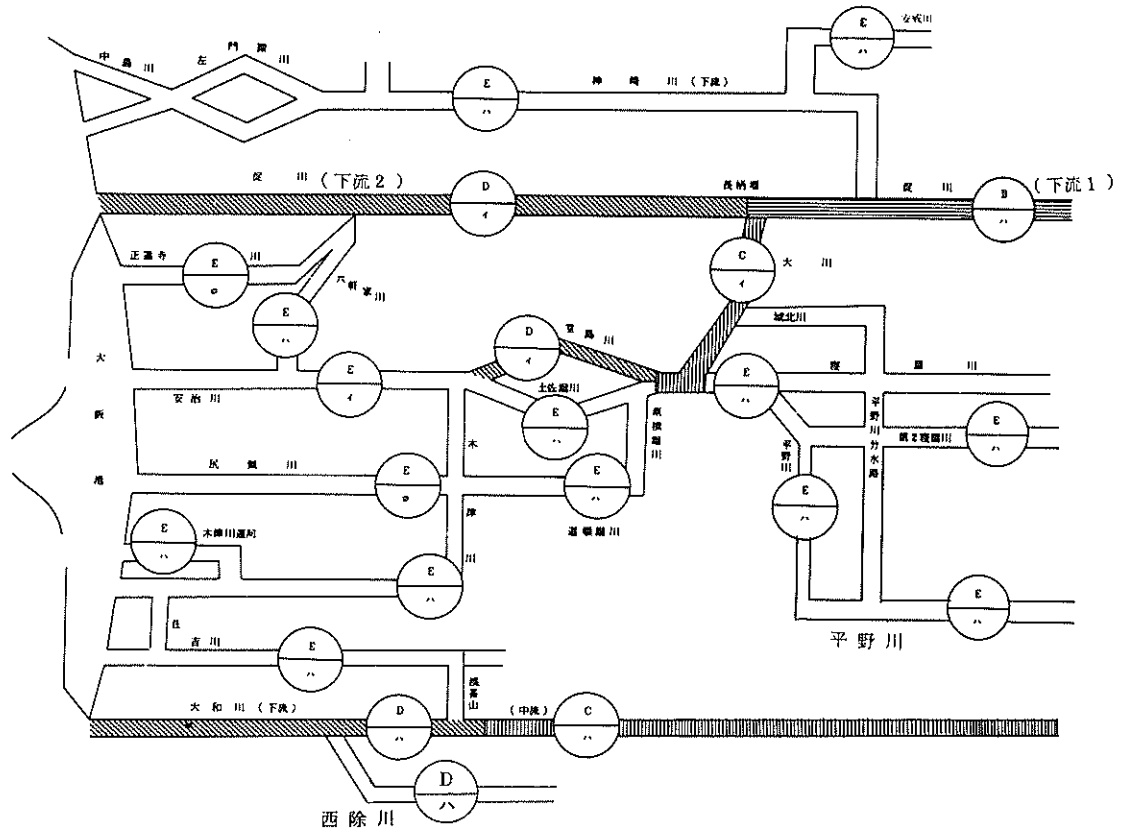 E
ハ
安威川
中島川
左門殿川
E
ハ
神崎川（下流）
淀川（下流2）
D
イ
長柄堰
淀川（下流1）
B
ハ
正蓮寺川
E
ロ
六軒家川
E
ハ
C
イ
大川
城北川
堂島川
D
イ
安治川
E
イ
土佐堀川
E
ハ
東横堀川
E
ハ
寝屋川
平野川分水路
第2寝屋川
E
ハ
平野川
E
ハ
大阪港
尻無川
E
ロ
木津川
E
ハ
道頓堀川
E
ハ
木津川運河
E
ハ
E
ハ
平野川
住吉川
E
ハ
浅香山
大和川（下流）
D
ハ
（中流）
C
ハ
D
ハ
西除川